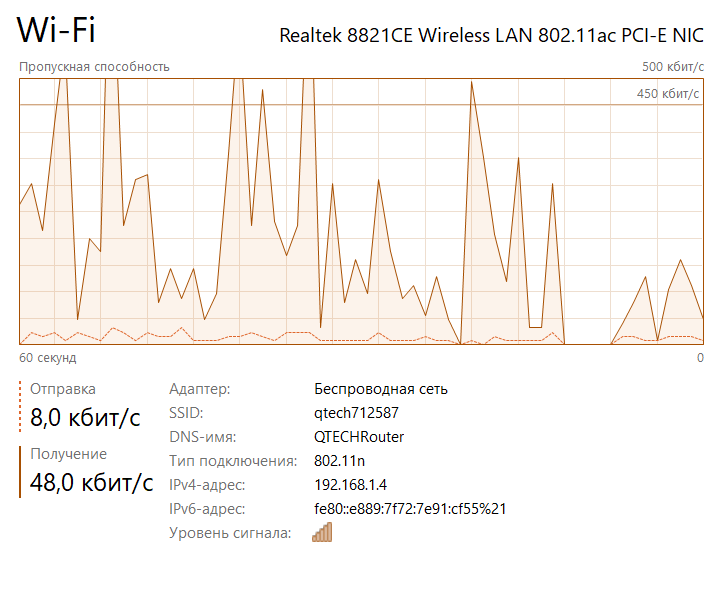 Wi-Fi
Realtek 8821CE Wireless LAN 802.11ac PCI-E NIC
Пропускная способность
500 кбит/с
450 кбит/с
60 секунд
0
Отправка
8,0 кбит/с
Получение
48,0 кбит/с
Адаптер: Беспроводная сеть
SSID: qtech712587
DNS-имя: QTECHRouter
Тип подключения: 802.11n
IPv4-адрес: 192.168.1.4
IPv6-адрес: fe80::e889:7f72:7e91:cf55%21
Уровень сигнала: